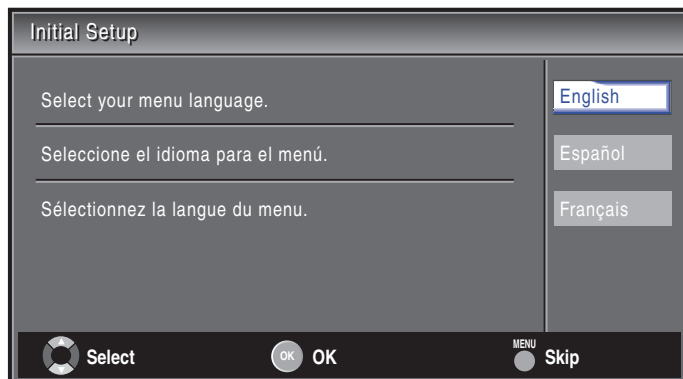 Initial Setup
Select your menu language.
Seleccione el idioma para el menú.
Sélectionnez la langue du menu.
English
Español
Français
Select
OK OK
MENU Skip